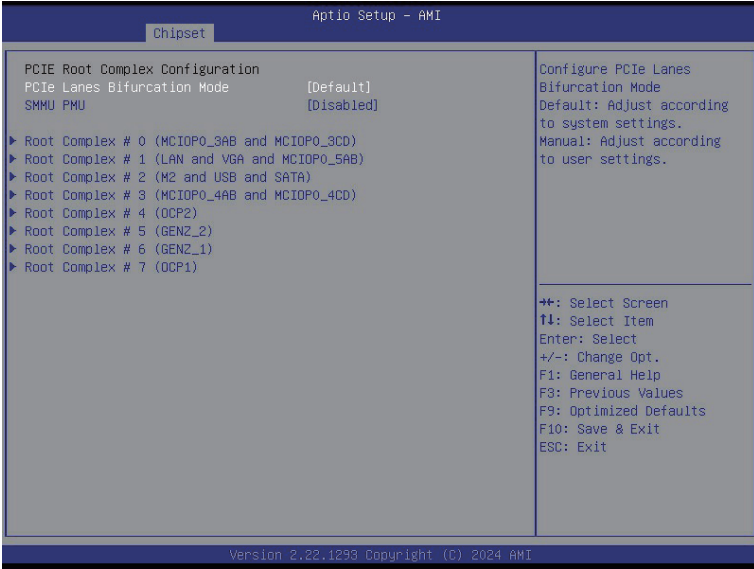 Aptio Setup – AMI
Chipset
PCIE Root Complex Configuration
PCIe Lanes Bifurcation Mode [Default]
SMMU PMU [Disabled]
Root Complex # 0 (MCIOP0_3AB and MCIOP0_3CD)
Root Complex # 1 (LAN and VGA and MCIOP0_5AB)
Root Complex # 2 (M2 and USB and SATA)
Root Complex # 3 (MCIOP0_4AB and MCIOP0_4CD)
Root Complex # 4 (OCP2)
Root Complex # 5 (GENZ_2)
Root Complex # 6 (GENZ_1)
Root Complex # 7 (OCP1)
Configure PCIe Lanes
Bifurcation Mode
Default: Adjust according
to system settings.
Manual: Adjust according
to user settings.
→←: Select Screen
↑↓: Select Item
Enter: Select
+/-: Change Opt.
F1: General Help
F3: Previous Values
F9: Optimized Defaults
F10: Save & Exit
ESC: Exit
Version 2.22.1293 Copyright (C) 2024 AMI